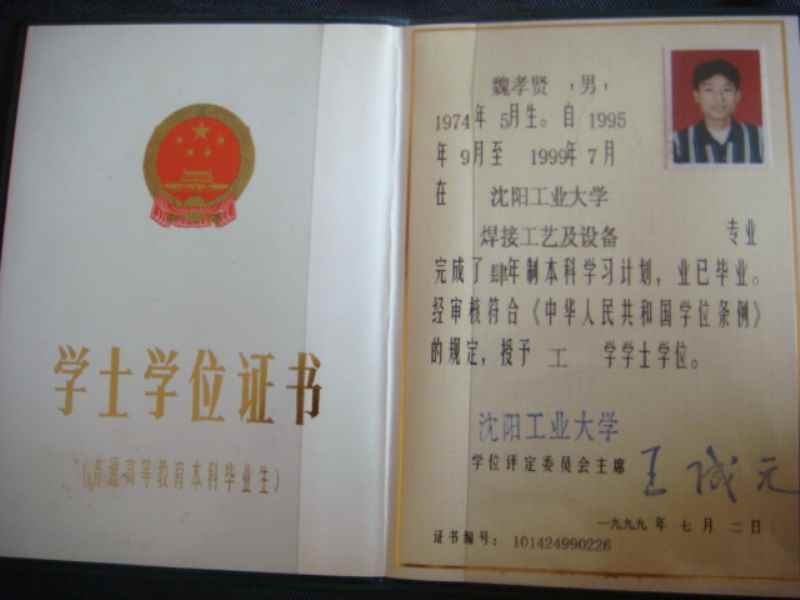 学士学位证书
(普通高等教育本科毕业生)
魏孝贤 ,男,
1974年 5月生。自 1995
年 9月至 1999年 7月
在 沈阳工业大学
焊接工艺及设备 专业
完成了肆年制本科学习计划，业已毕业。
经审核符合《中华人民共和国学位条例》
的规定，授予 工 学学士学位。
沈阳工业大学
学位评定委员会主席 王成元
一九九九年 七月 二日
证书编号：101424990226